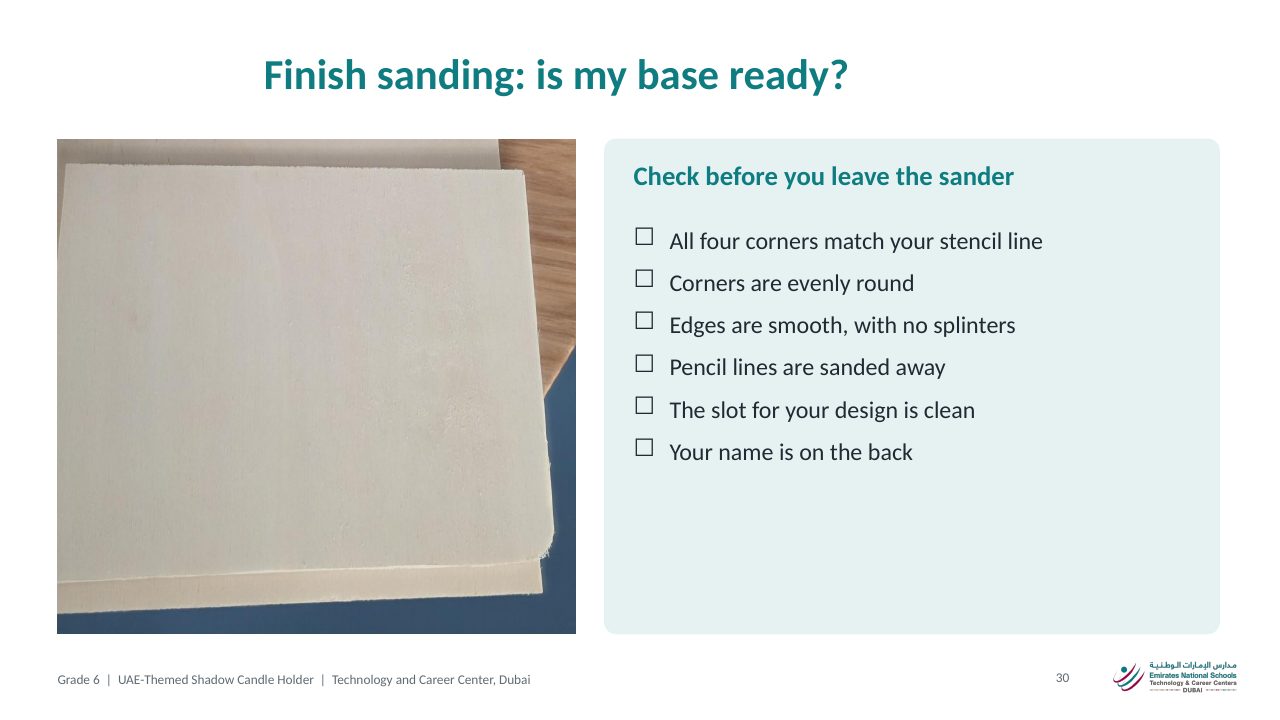 Finish sanding: is my base ready?
Check before you leave the sander
☐ All four corners match your stencil line
☐ Corners are evenly round
☐ Edges are smooth, with no splinters
☐ Pencil lines are sanded away
☐ The slot for your design is clean
☐ Your name is on the back
Grade 6 | UAE-Themed Shadow Candle Holder | Technology and Career Center, Dubai
30
مدارس الإمارات الوطنية
Emirates National Schools
Technology & Career Centers
DUBAI